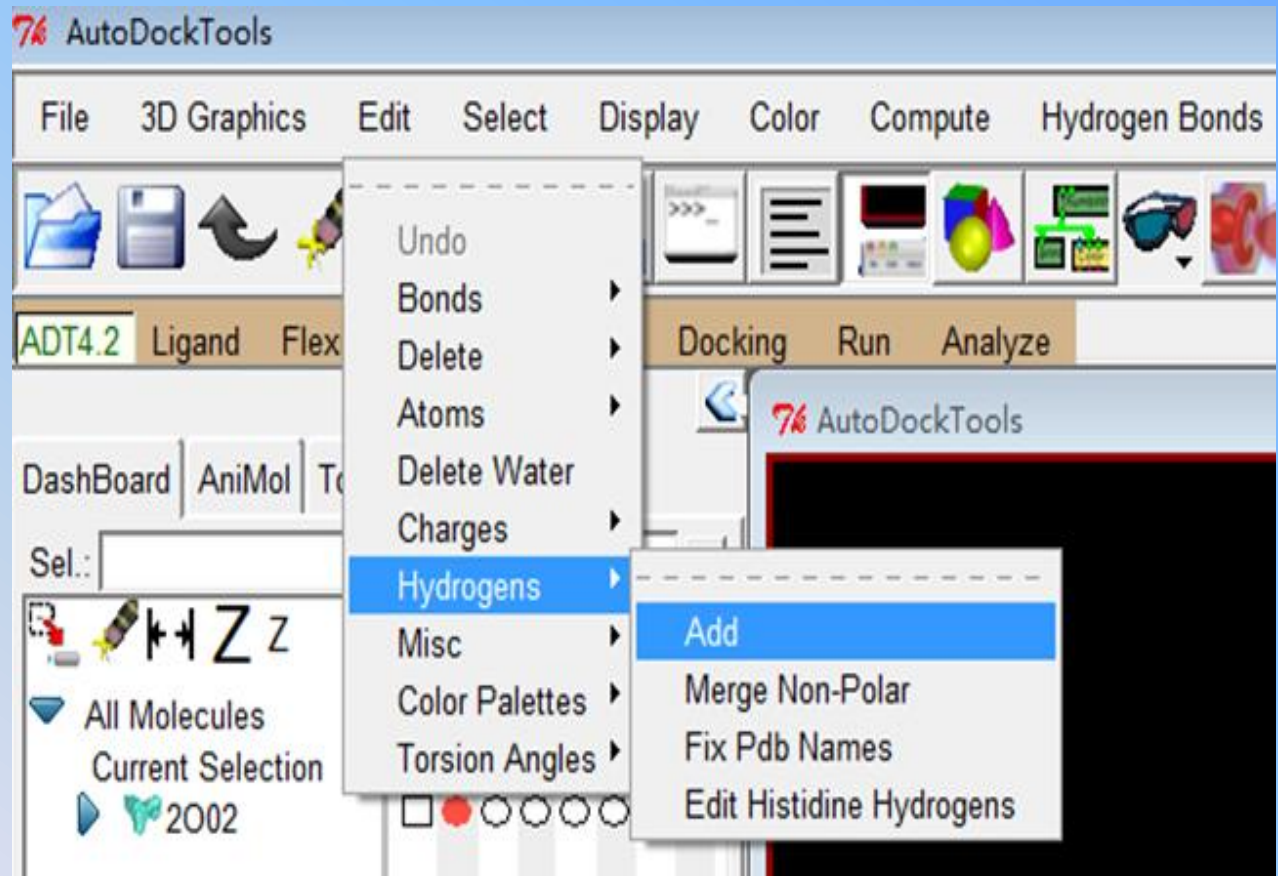 AutoDockTools
File 3D Graphics Edit Select Display Color Compute Hydrogen Bonds
>>>_
Undo
Bonds
ADT4.2 Ligand Flex Docking Run Analyze
Delete
Atoms
AutoDockTools
DashBoard AniMol
Delete Water
Charges
Sel.:
Hydrogens
Add
Z Z
Misc
Merge Non-Polar
All Molecules
Color Palettes
Fix Pdb Names
Current Selection
Torsion Angles
Edit Histidine Hydrogens
2O02